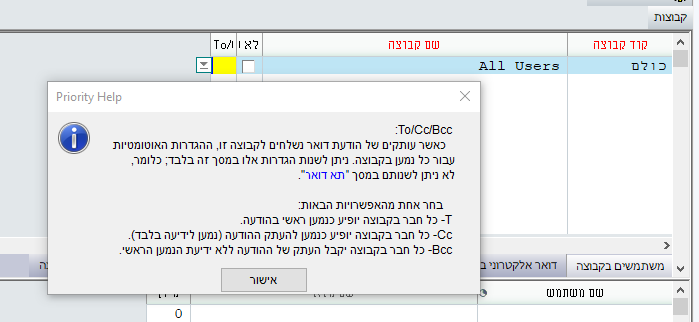 קבוצות
קוד קבוצה שם קבוצה To/
כולם All Users
Priority Help
To/Cc/Bcc:
כאשר עותקים של הודעת דואר נשלחים לקבוצה זו, ההגדרות האוטומטיות
עבור כל נמען בקבוצה. ניתן לשנות הגדרות אלו במסך זה בלבד; כלומר,
לא ניתן לשנותם במסך "תא דואר".
בחר אחת מהאפשרויות הבאות:
T- כל חבר בקבוצה יופיע כנמען ראשי בהודעה.
Cc- כל חבר בקבוצה יופיע כנמען להעתק ההודעה (נמען לידיעה בלבד).
Bcc- כל חבר בקבוצה יקבל העתק של ההודעה ללא ידיעת הנמען הראשי.
אישור
משתמשים בקבוצה דואר אלקטרוני
שם משתמש
0